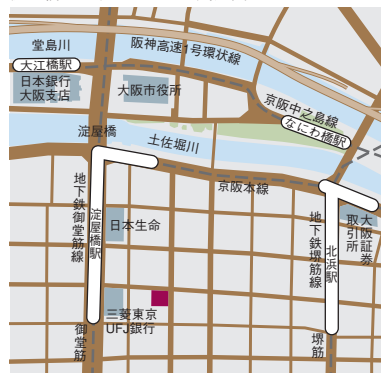 堂島川
阪神高速1号環状線
大江橋駅
日本銀行
大阪支店
大阪市役所
京阪中之島線
なにわ橋駅
淀屋橋
土佐堀川
京阪本線
地下鉄御堂筋線
淀屋橋駅
日本生命
地下鉄堺筋線
北浜駅
大阪証券
取引所
三菱東京
UFJ銀行
御堂筋
堺筋